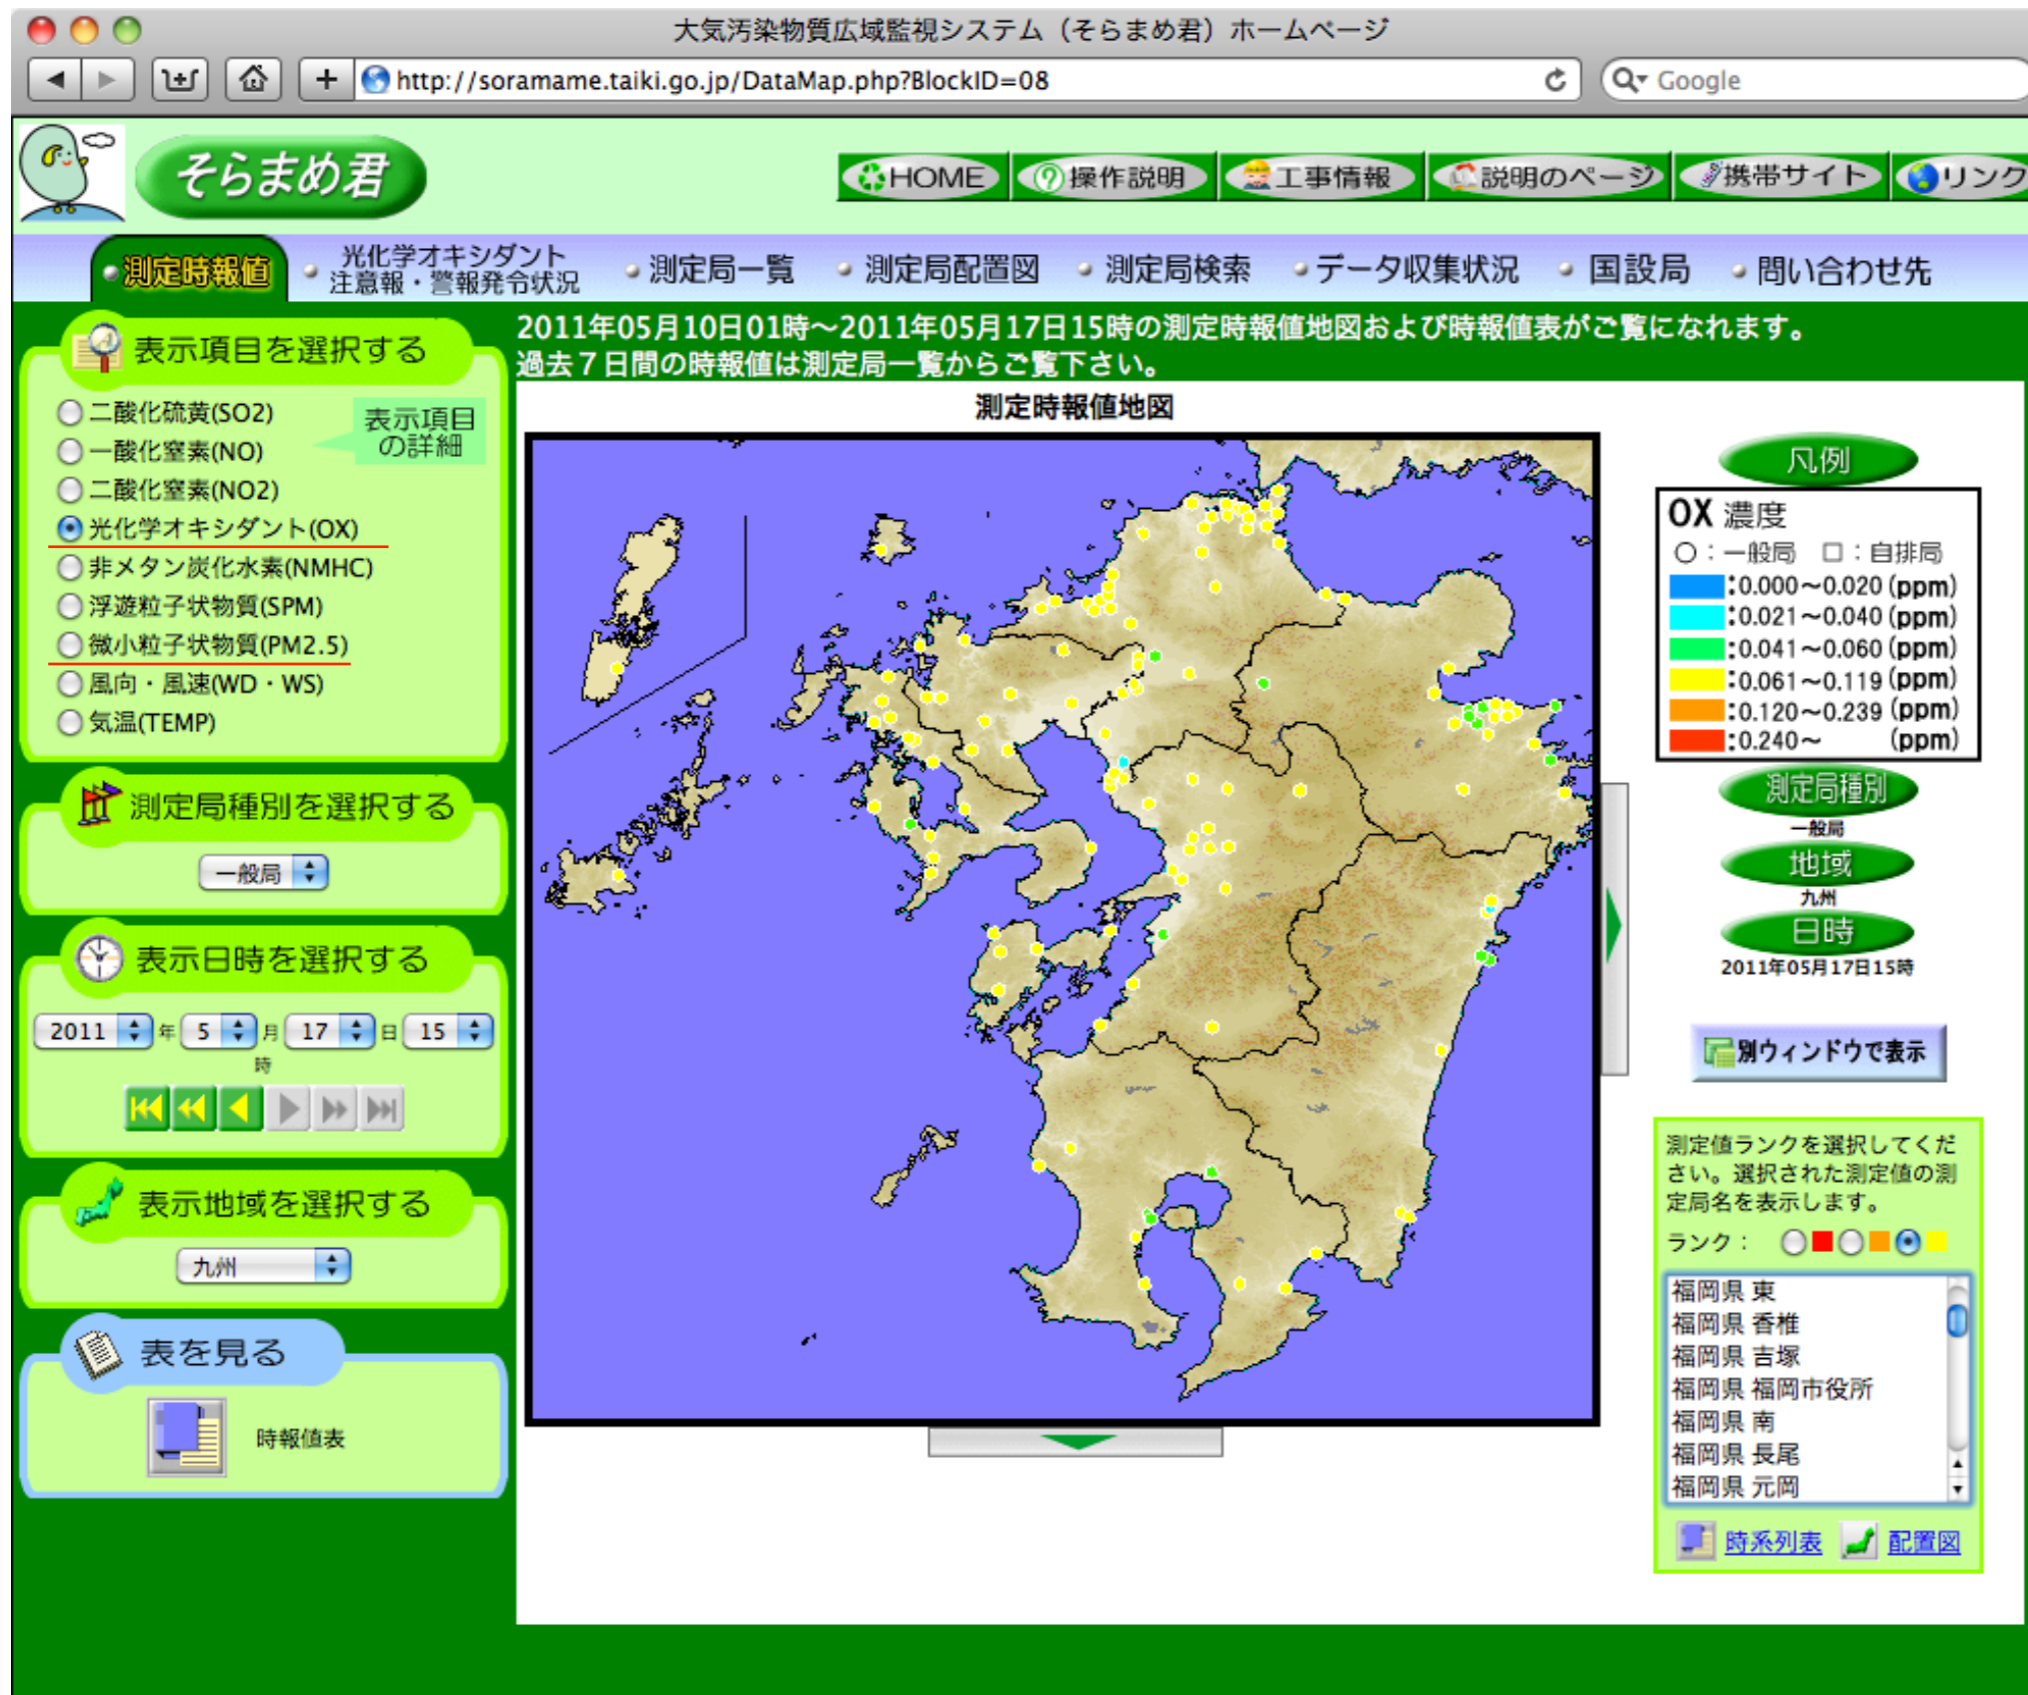 大気汚染物質広域監視システム（そらまめ君）ホームページ
http://soramame.taiki.go.jp/DataMap.php?BlockID=08
Google
そらまめ君
HOME
操作説明
工事情報
説明のページ
携帯サイト
リンク
測定時報値
光化学オキシダント
注意報・警報発令状況
測定局一覧
測定局配置図
測定局検索
データ収集状況
国設局
問い合わせ先
表示項目を選択する
二酸化硫黄(SO2)
一酸化窒素(NO)
二酸化窒素(NO2)
光化学オキシダント(OX)
非メタン炭化水素(NMHC)
浮遊粒子状物質(SPM)
微小粒子状物質(PM2.5)
風向・風速(WD・WS)
気温(TEMP)
表示項目
の詳細
測定局種別を選択する
一般局
表示日時を選択する
2011 年 5 月 17 日 15
時
表示地域を選択する
九州
表を見る
時報値表
2011年05月10日01時～2011年05月17日15時の測定時報値地図および時報値表がご覧になれます。
過去７日間の時報値は測定局一覧からご覧下さい。
測定時報値地図
凡例
OX 濃度
○：一般局 □：自排局
:0.000～0.020 (ppm)
:0.021～0.040 (ppm)
:0.041～0.060 (ppm)
:0.061～0.119 (ppm)
:0.120～0.239 (ppm)
:0.240～ (ppm)
測定局種別
一般局
地域
九州
日時
2011年05月17日15時
別ウィンドウで表示
測定値ランクを選択してくだ
さい。選択された測定値の測
定局名を表示します。
ランク：
福岡県 東
福岡県 香椎
福岡県 吉塚
福岡県 福岡市役所
福岡県 南
福岡県 長尾
福岡県 元岡
時系列表
配置図